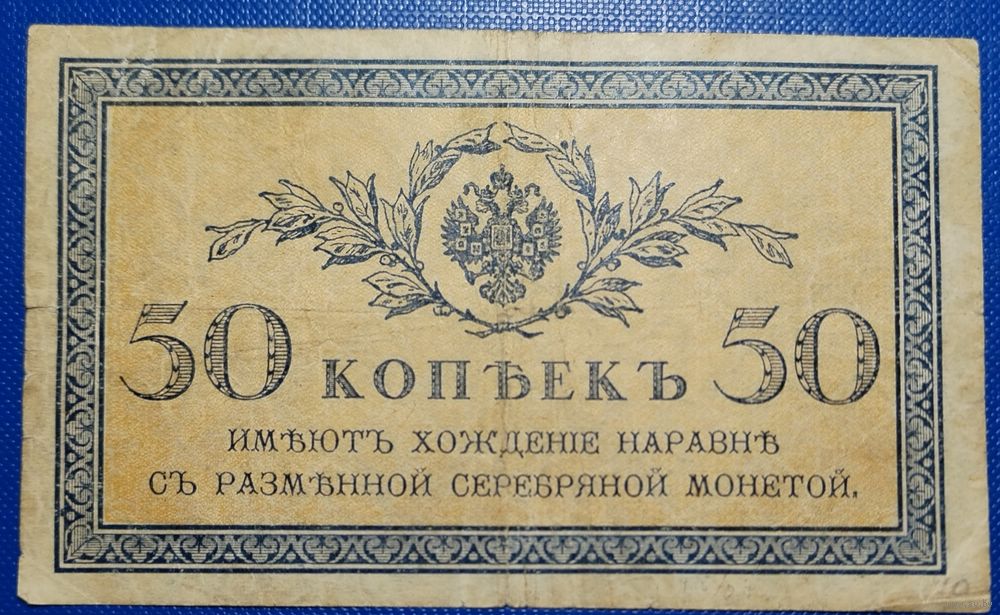 50 КОПѢЕКЪ 50
ИМѢЮТЪ ХОЖДЕНІЕ НАРАВНѢ
СЪ РАЗМѢННОЙ СЕРЕБРЯНОЙ МОНЕТОЙ.